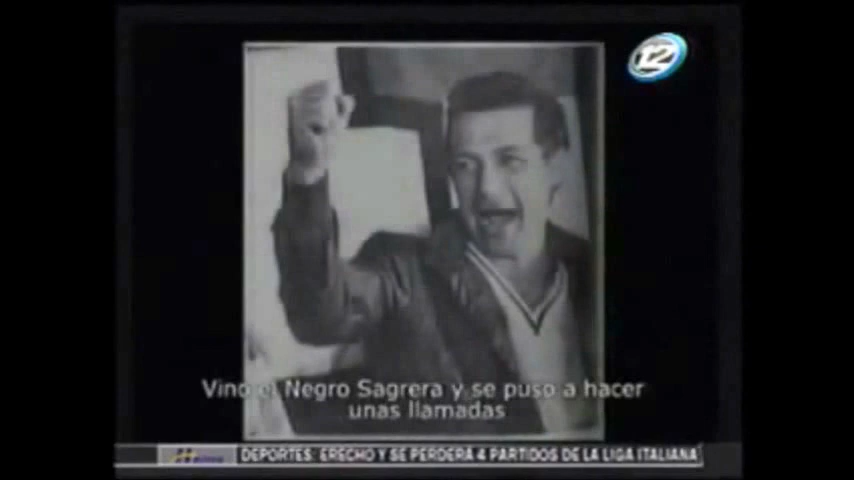 12
Vino el Negro Sagrera y se puso a hacer
unas llamadas
DEPORTES: ERECHO Y SE PERDERÁ 4 PARTIDOS DE LA LIGA ITALIANA